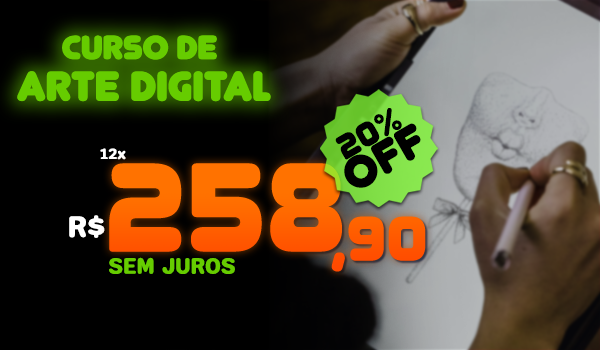 CURSO DE
ARTE DIGITAL
20%
OFF
12x
R$ 258,90
SEM JUROS